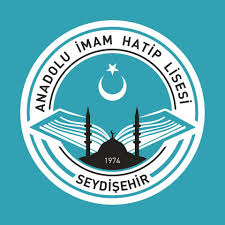 ANADOLU İMAM HATİP LİSESİ
1974
SEYDİŞEHİR